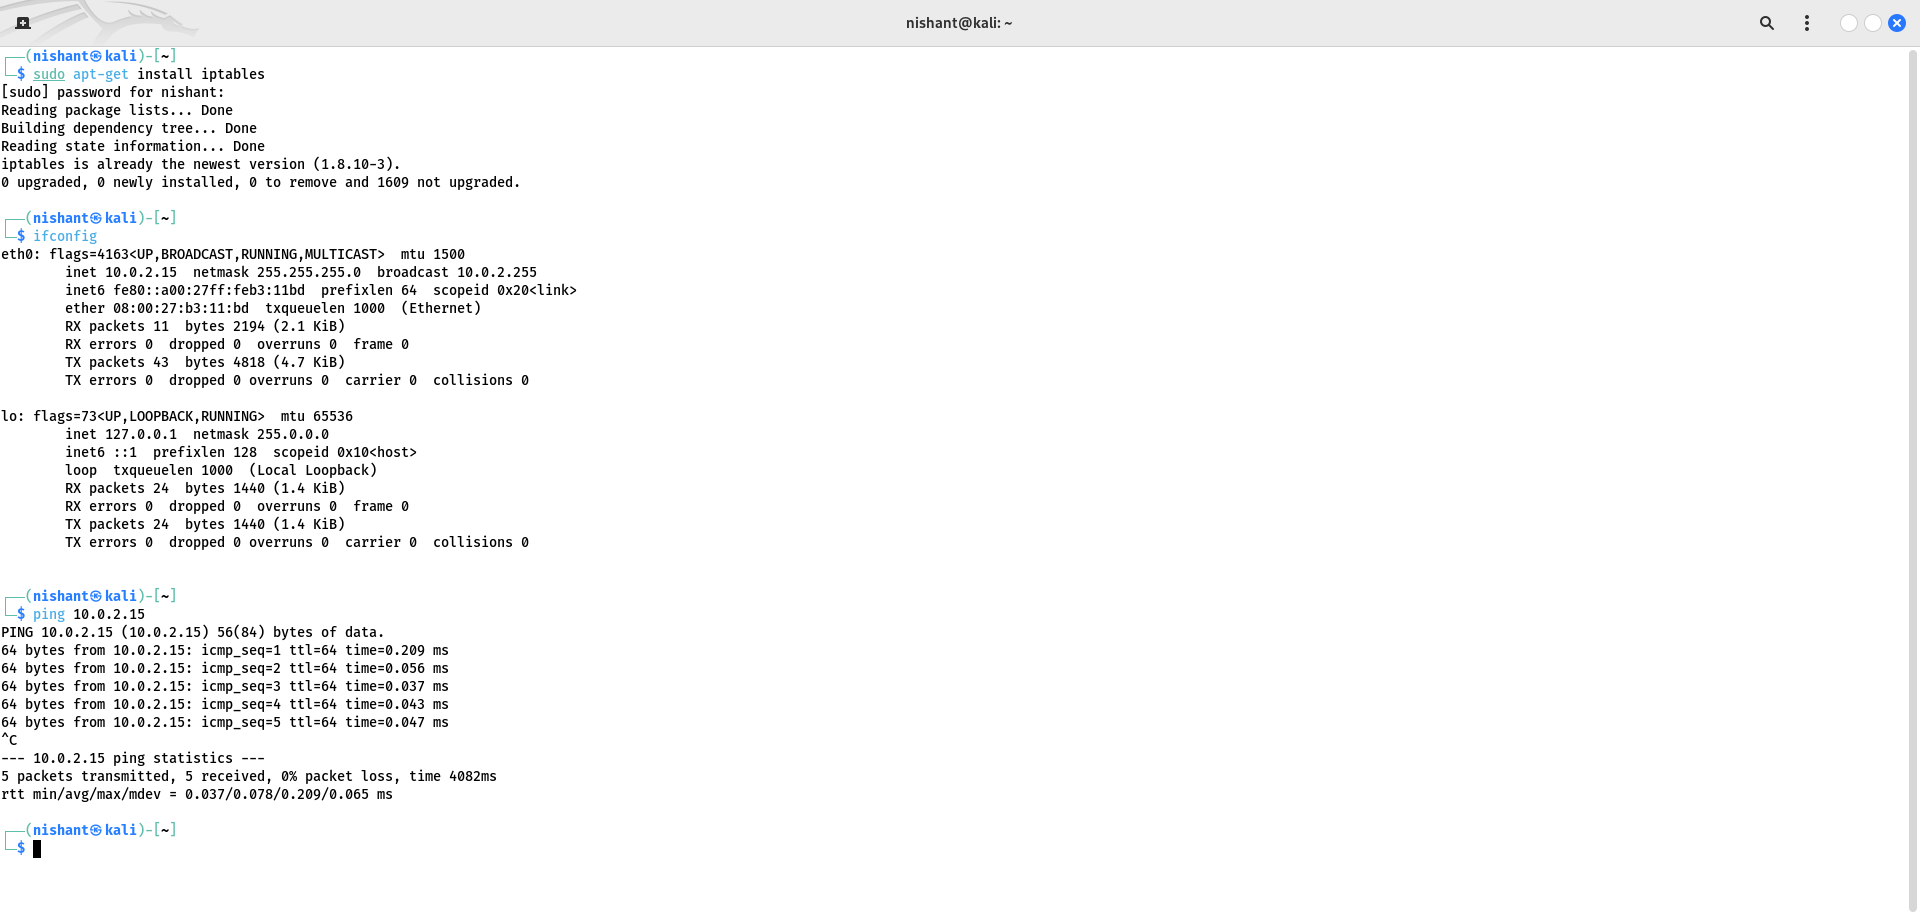 nishant@kali: ~
┌──(nishant㉿kali)-[~]
└─$ sudo apt-get install iptables
[sudo] password for nishant:
Reading package lists... Done
Building dependency tree... Done
Reading state information... Done
iptables is already the newest version (1.8.10-3).
0 upgraded, 0 newly installed, 0 to remove and 1609 not upgraded.
┌──(nishant㉿kali)-[~]
└─$ ifconfig
eth0: flags=4163<UP,BROADCAST,RUNNING,MULTICAST>  mtu 1500
        inet 10.0.2.15  netmask 255.255.255.0  broadcast 10.0.2.255
        inet6 fe80::a00:27ff:feb3:11bd  prefixlen 64  scopeid 0x20<link>
        ether 08:00:27:b3:11:bd  txqueuelen 1000  (Ethernet)
        RX packets 11  bytes 2194 (2.1 KiB)
        RX errors 0  dropped 0  overruns 0  frame 0
        TX packets 43  bytes 4818 (4.7 KiB)
        TX errors 0  dropped 0 overruns 0  carrier 0  collisions 0
lo: flags=73<UP,LOOPBACK,RUNNING>  mtu 65536
        inet 127.0.0.1  netmask 255.0.0.0
        inet6 ::1  prefixlen 128  scopeid 0x10<host>
        loop  txqueuelen 1000  (Local Loopback)
        RX packets 24  bytes 1440 (1.4 KiB)
        RX errors 0  dropped 0  overruns 0  frame 0
        TX packets 24  bytes 1440 (1.4 KiB)
        TX errors 0  dropped 0 overruns 0  carrier 0  collisions 0
┌──(nishant㉿kali)-[~]
└─$ ping 10.0.2.15
PING 10.0.2.15 (10.0.2.15) 56(84) bytes of data.
64 bytes from 10.0.2.15: icmp_seq=1 ttl=64 time=0.209 ms
64 bytes from 10.0.2.15: icmp_seq=2 ttl=64 time=0.056 ms
64 bytes from 10.0.2.15: icmp_seq=3 ttl=64 time=0.037 ms
64 bytes from 10.0.2.15: icmp_seq=4 ttl=64 time=0.043 ms
64 bytes from 10.0.2.15: icmp_seq=5 ttl=64 time=0.047 ms
^C
--- 10.0.2.15 ping statistics ---
5 packets transmitted, 5 received, 0% packet loss, time 4082ms
rtt min/avg/max/mdev = 0.037/0.078/0.209/0.065 ms
┌──(nishant㉿kali)-[~]
└─$